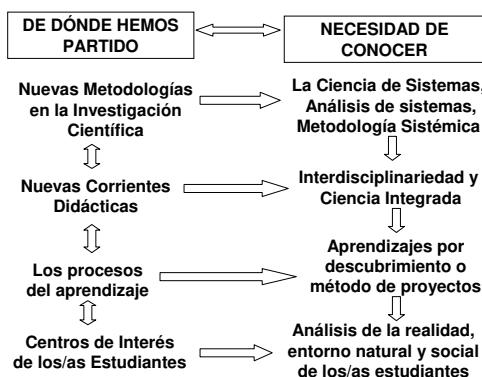 DE DÓNDE HEMOS
PARTIDO
NECESIDAD DE
CONOCER
Nuevas Metodologías
en la Investigación
Científica
La Ciencia de Sistemas,
Análisis de sistemas,
Metodología Sistémica
Nuevas Corrientes
Didácticas
Interdisciplinariedad y
Ciencia Integrada
Los procesos
del aprendizaje
Aprendizajes por
descubrimiento o
método de proyectos
Centros de Interés
de los/as Estudiantes
Análisis de la realidad,
entorno natural y social
de los/as estudiantes